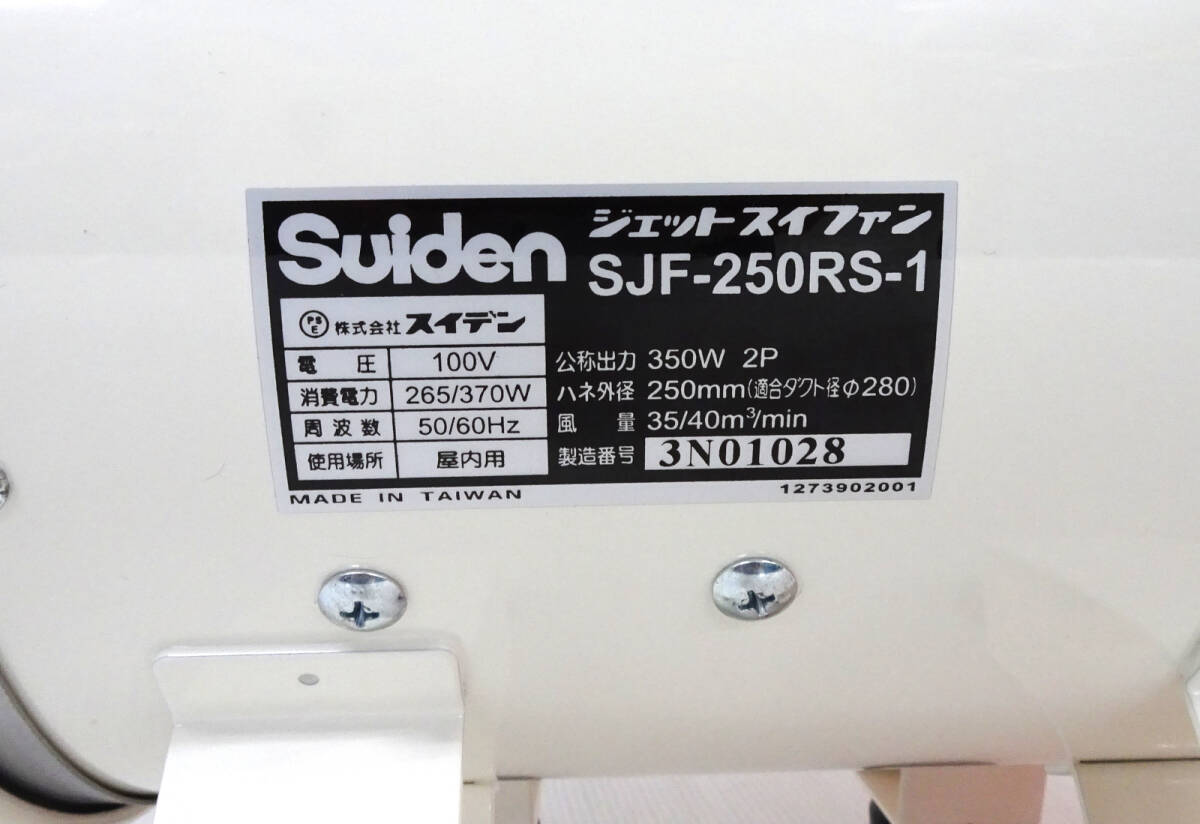 Suiden
ジェットスイファン
SJF-250RS-1
PSE 株式会社 スイデン
電圧 100V
消費電力 265/370W
周波数 50/60Hz
使用場所 屋内用
公称出力 350W 2P
ハネ外径 250mm(適合ダクト径φ280)
風量 35/40m³/min
製造番号 3N01028
MADE IN TAIWAN
1273902001